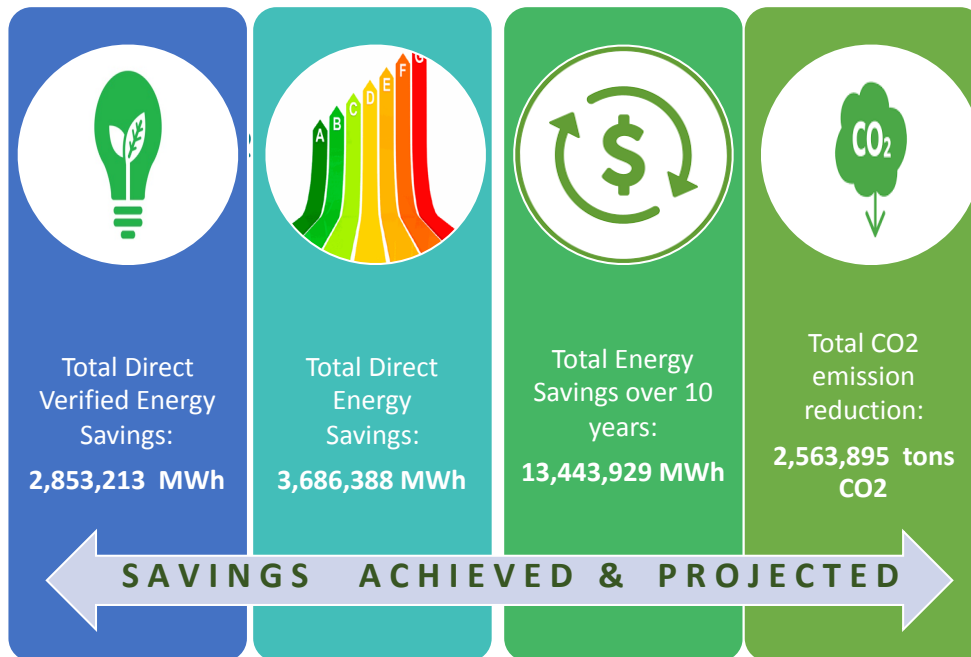 A
B
C
D
E
F
G
CO2
Total Direct
Verified Energy
Savings:
2,853,213 MWh
Total Direct
Energy
Savings:
3,686,388 MWh
Total Energy
Savings over 10
years:
13,443,929 MWh
Total CO2
emission
reduction:
2,563,895 tons
CO2
SAVINGS ACHIEVED & PROJECTED